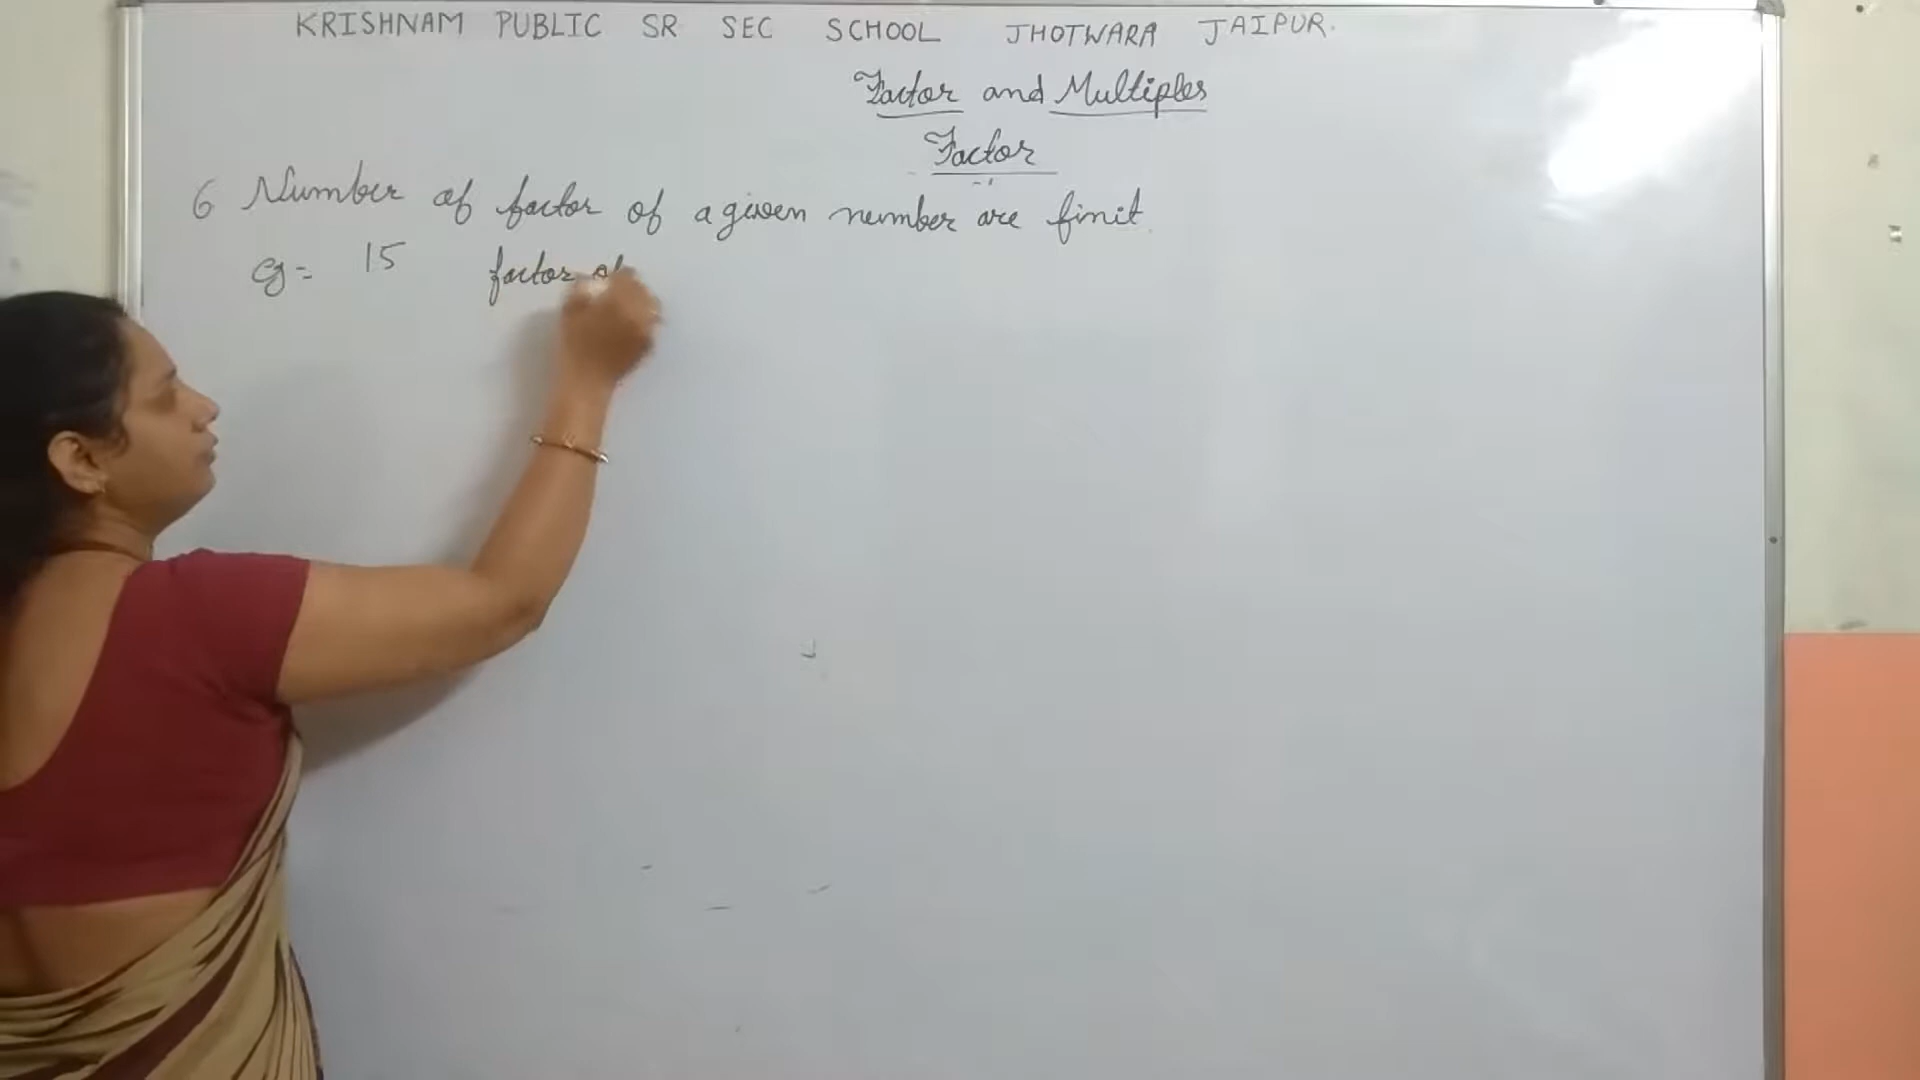 KRISHNAM PUBLIC SR SEC SCHOOL JHOTWARA JAIPUR.
Factor and Multiples
Factor
6 Number of factor of a given number are finit.
eg = 15 factor of